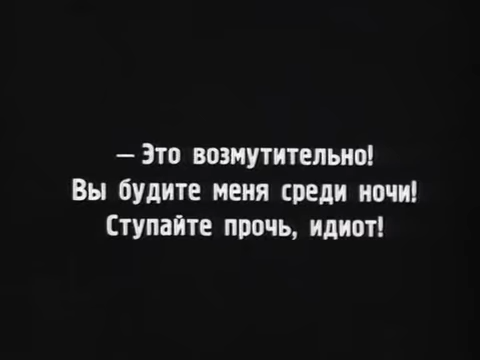 — Это возмутительно!
Вы будите меня среди ночи!
Ступайте прочь, идиот!